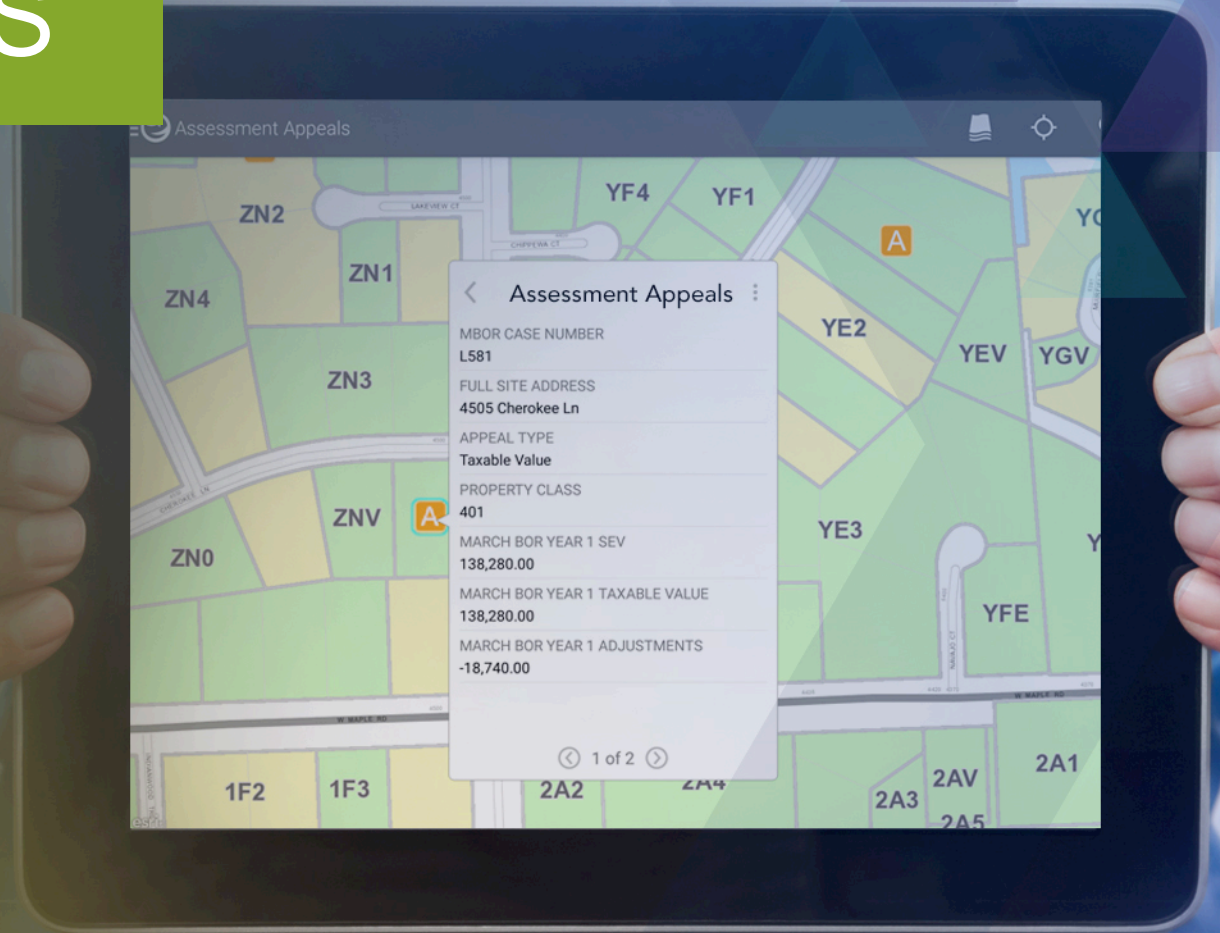 S
Assessment Appeals
ZN2
LAKEVIEW CT
YF4
YF1
CHIPPEWA CT
A
ZN1
ZN4
Assessment Appeals
MBOR CASE NUMBER
L581
FULL SITE ADDRESS
4505 Cherokee Ln
APPEAL TYPE
Taxable Value
PROPERTY CLASS
401
MARCH BOR YEAR 1 SEV
138,280.00
MARCH BOR YEAR 1 TAXABLE VALUE
138,280.00
MARCH BOR YEAR 1 ADJUSTMENTS
-18,740.00
1 of 2
YE2
YEV
YGV
ZN3
CHEROKEE LN
ZNV
A
ZN0
YE3
Y
YFE
NAVAJO CT
W MAPLE RD
W MAPLE RD
1F2
1F3
2A2
2A4
2A3
2AV
2A1
2A5
esri